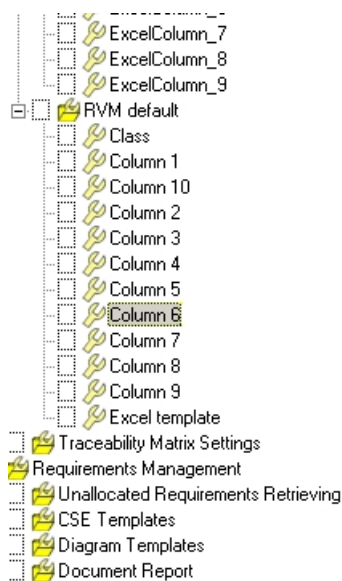 ExcelColumn_7
ExcelColumn_8
ExcelColumn_9
RVM default
Class
Column 1
Column 10
Column 2
Column 3
Column 4
Column 5
Column 6
Column 7
Column 8
Column 9
Excel template
Traceability Matrix Settings
Requirements Management
Unallocated Requirements Retrieving
CSE Templates
Diagram Templates
Document Report